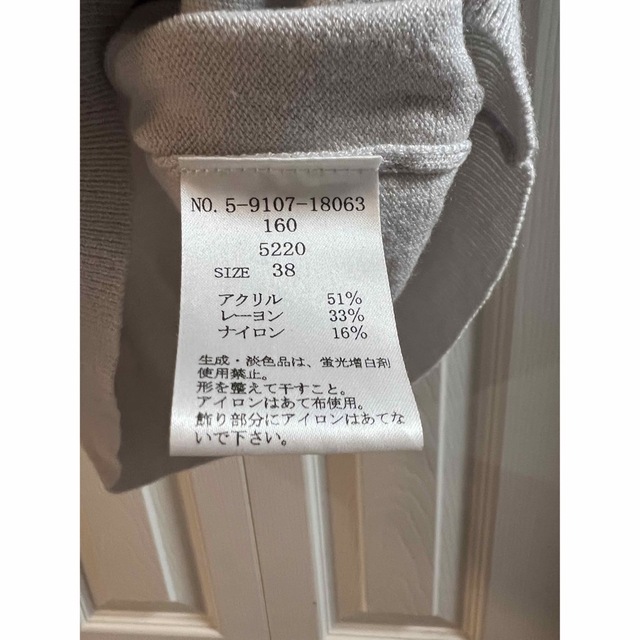 NO. 5-9107-18063
160
5220
SIZE 38
アクリル 51%
レーヨン 33%
ナイロン 16%
生成・淡色品は、蛍光増白剤
使用禁止。
形を整えて干すこと。
アイロンはあて布使用。
飾り部分にアイロンはあてな
いで下さい。